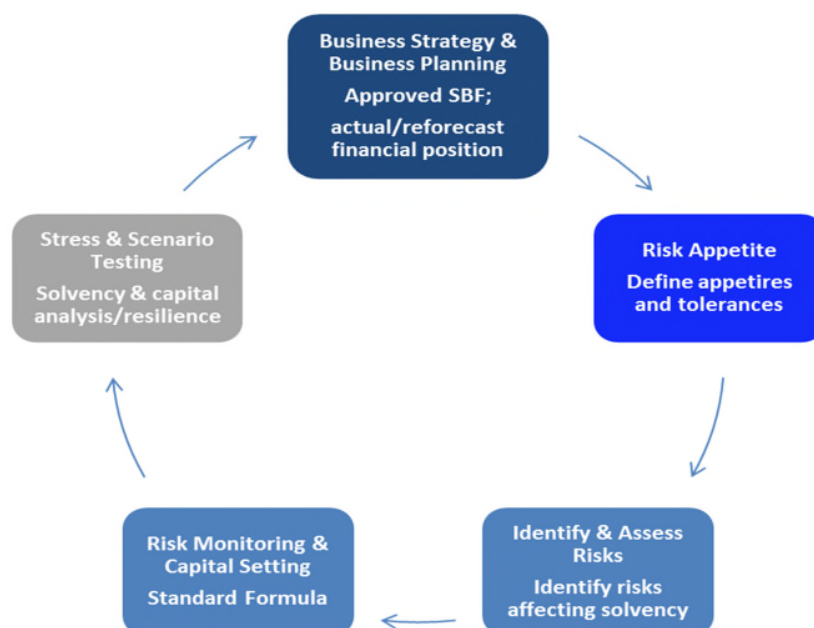 Business Strategy &
Business Planning
Approved SBF;
actual/reforecast
financial position
Risk Appetite
Define appetires
and tolerances
Identify & Assess
Risks
Identify risks
affecting solvency
Risk Monitoring &
Capital Setting
Standard Formula
Stress & Scenario
Testing
Solvency & capital
analysis/resilience